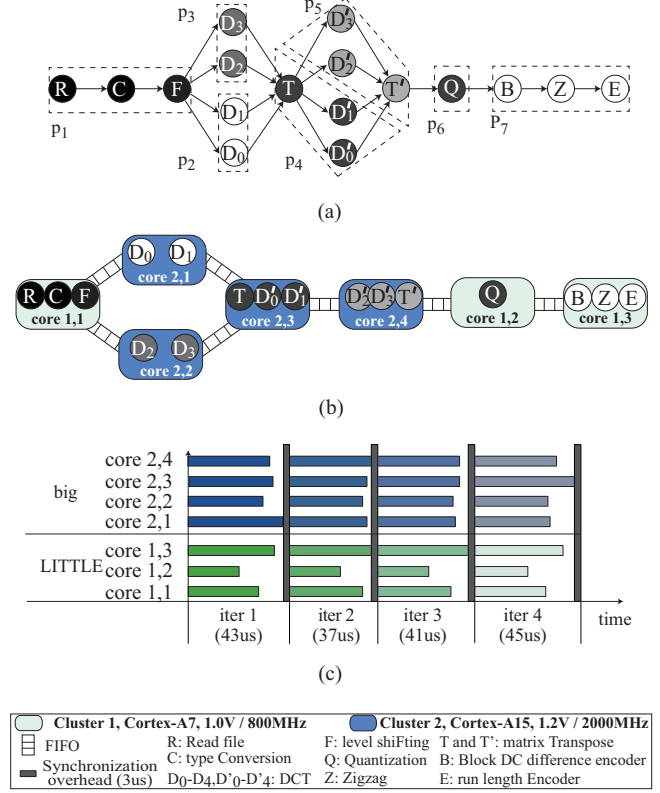 p3 D3 p5 D'3
D2 D'2
R C F T T' Q B Z E
p1 D1 D'1 p6 P7
p2 D0 p4 D'0
(a)
D0 D1
core 2,1
R C F T D'0 D'1 D'2 D'3 T' Q B Z E
core 1,1 core 2,3 core 2,4 core 1,2 core 1,3
D2 D3
core 2,2
(b)
core 2,4
core 2,3
big
core 2,2
core 2,1
core 1,3
LITTLE
core 1,2
core 1,1
iter 1 iter 2 iter 3 iter 4 time
(43us) (37us) (41us) (45us)
(c)
Cluster 1, Cortex-A7, 1.0V / 800MHz Cluster 2, Cortex-A15, 1.2V / 2000MHz
FIFO R: Read file F: level shiFting T and T': matrix Transpose
Synchronization C: type Conversion Q: Quantization B: Block DC difference encoder
overhead (3us) D0-D4,D'0-D'4: DCT Z: Zigzag E: run length Encoder